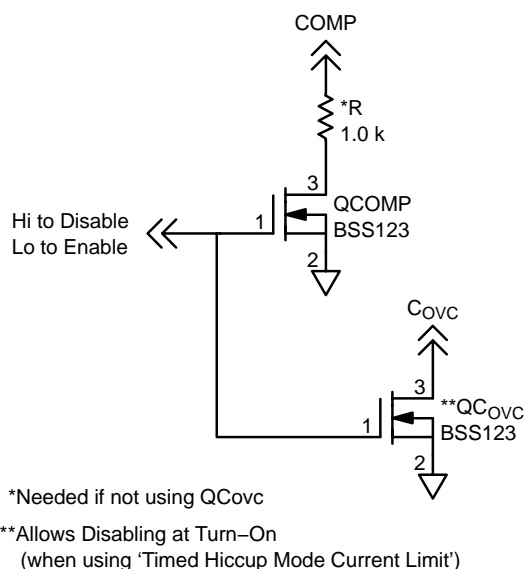 COMP
*R
1.0 k
3
QCOMP
1
BSS123
2
Hi to Disable
Lo to Enable
COVC
3
**QCOVC
1
BSS123
2
*Needed if not using QCovc
**Allows Disabling at Turn−On
(when using ‘Timed Hiccup Mode Current Limit’)